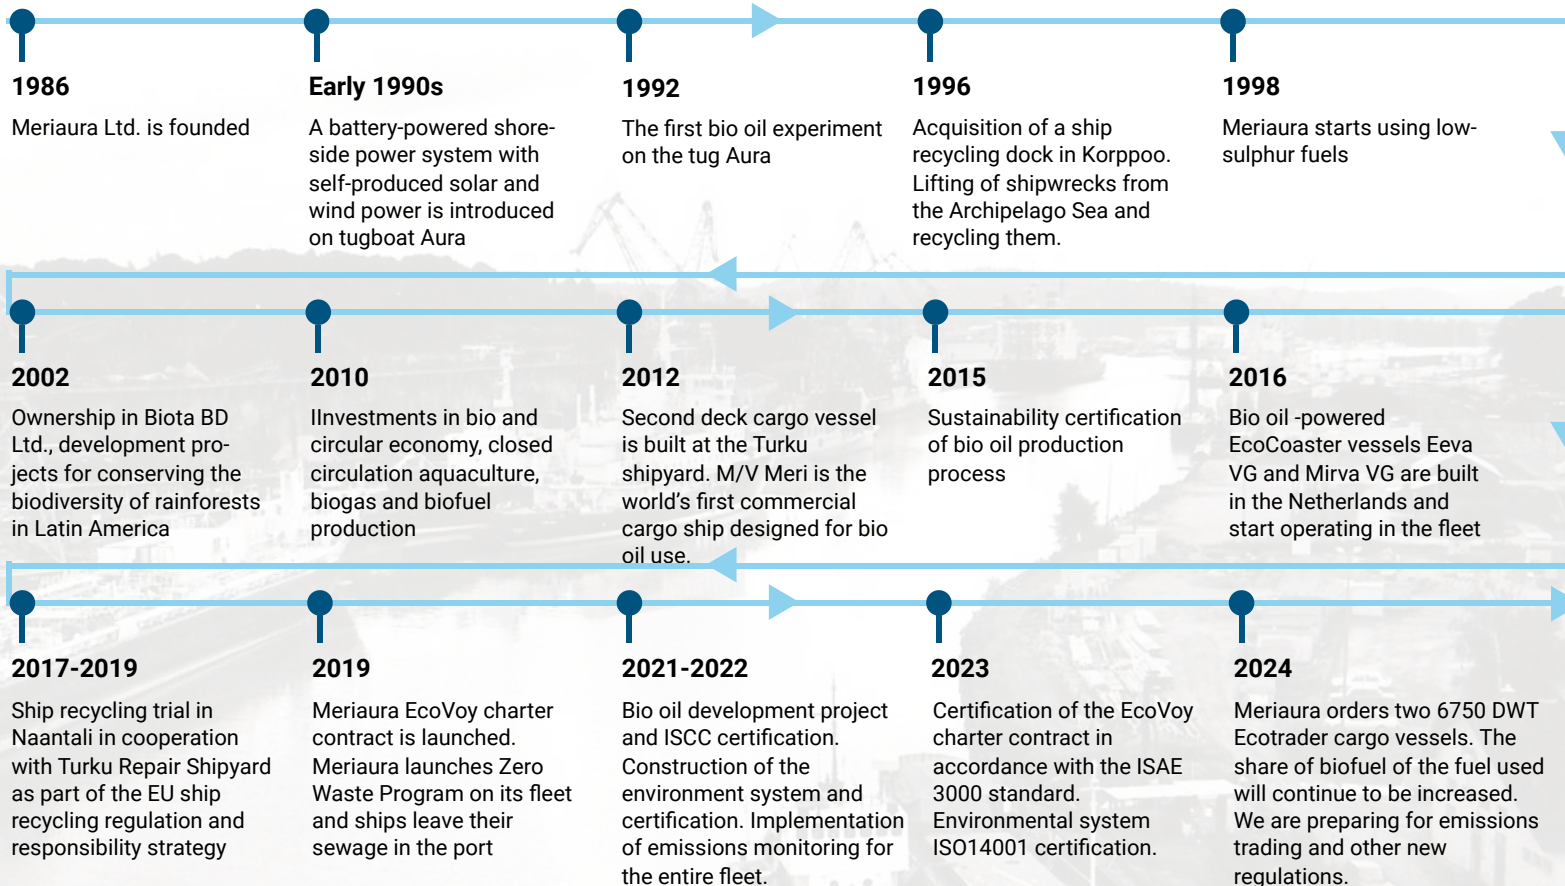 1986
Meriaura Ltd. is founded
Early 1990s
A battery-powered shore-
side power system with
self-produced solar and
wind power is introduced
on tugboat Aura
1992
The first bio oil experiment
on the tug Aura
1996
Acquisition of a ship
recycling dock in Korppoo.
Lifting of shipwrecks from
the Archipelago Sea and
recycling them.
1998
Meriaura starts using low-
sulphur fuels
2002
Ownership in Biota BD
Ltd., development pro-
jects for conserving the
biodiversity of rainforests
in Latin America
2010
IInvestments in bio and
circular economy, closed
circulation aquaculture,
biogas and biofuel
production
2012
Second deck cargo vessel
is built at the Turku
shipyard. M/V Meri is the
world's first commercial
cargo ship designed for bio
oil use.
2015
Sustainability certification
of bio oil production
process
2016
Bio oil -powered
EcoCoaster vessels Eeva
VG and Mirva VG are built
in the Netherlands and
start operating in the fleet
2017-2019
Ship recycling trial in
Naantali in cooperation
with Turku Repair Shipyard
as part of the EU ship
recycling regulation and
responsibility strategy
2019
Meriaura EcoVoy charter
contract is launched.
Meriaura launches Zero
Waste Program on its fleet
and ships leave their
sewage in the port
2021-2022
Bio oil development project
and ISCC certification.
Construction of the
environment system and
certification. Implementation
of emissions monitoring for
the entire fleet.
2023
Certification of the EcoVoy
charter contract in
accordance with the ISAE
3000 standard.
Environmental system
ISO14001 certification.
2024
Meriaura orders two 6750 DWT
Ecotrader cargo vessels. The
share of biofuel of the fuel used
will continue to be increased.
We are preparing for emissions
trading and other new
regulations.